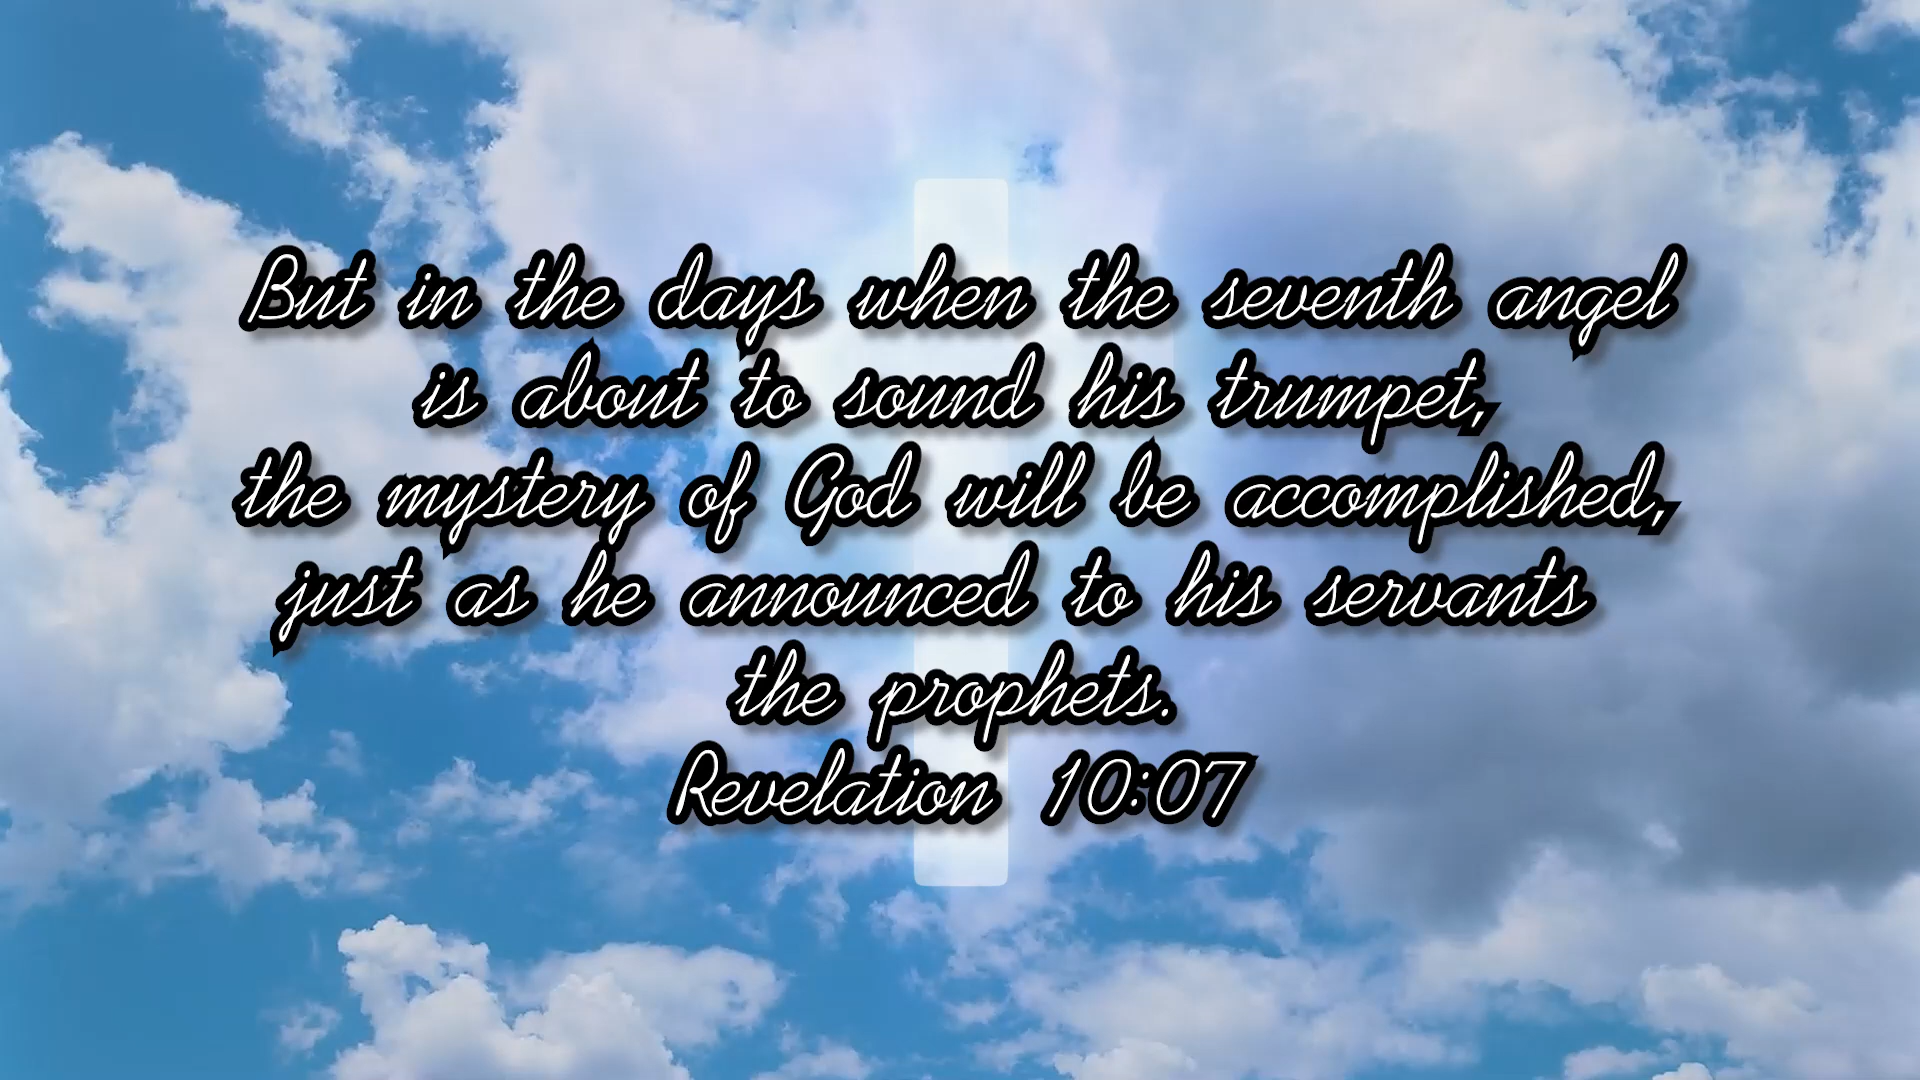 But in the days when the seventh angel
is about to sound his trumpet,
the mystery of God will be accomplished,
just as he announced to his servants
the prophets.
Revelation 10:07